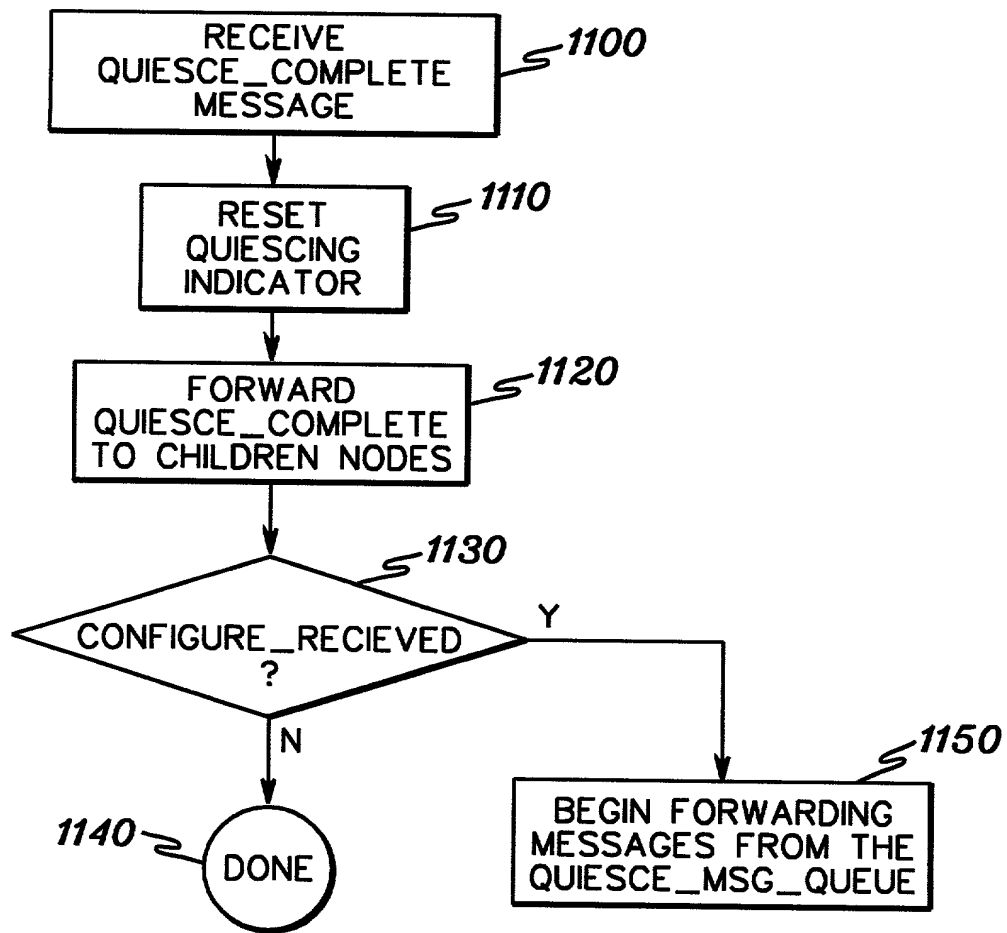 RECEIVE
QUIESCE_COMPLETE
MESSAGE
1100
RESET
QUIESCING
INDICATOR
1110
FORWARD
QUIESCE_COMPLETE
TO CHILDREN NODES
1120
CONFIGURE_RECIEVED
?
1130
Y
N
1140
DONE
1150
BEGIN FORWARDING
MESSAGES FROM THE
QUIESCE_MSG_QUEUE